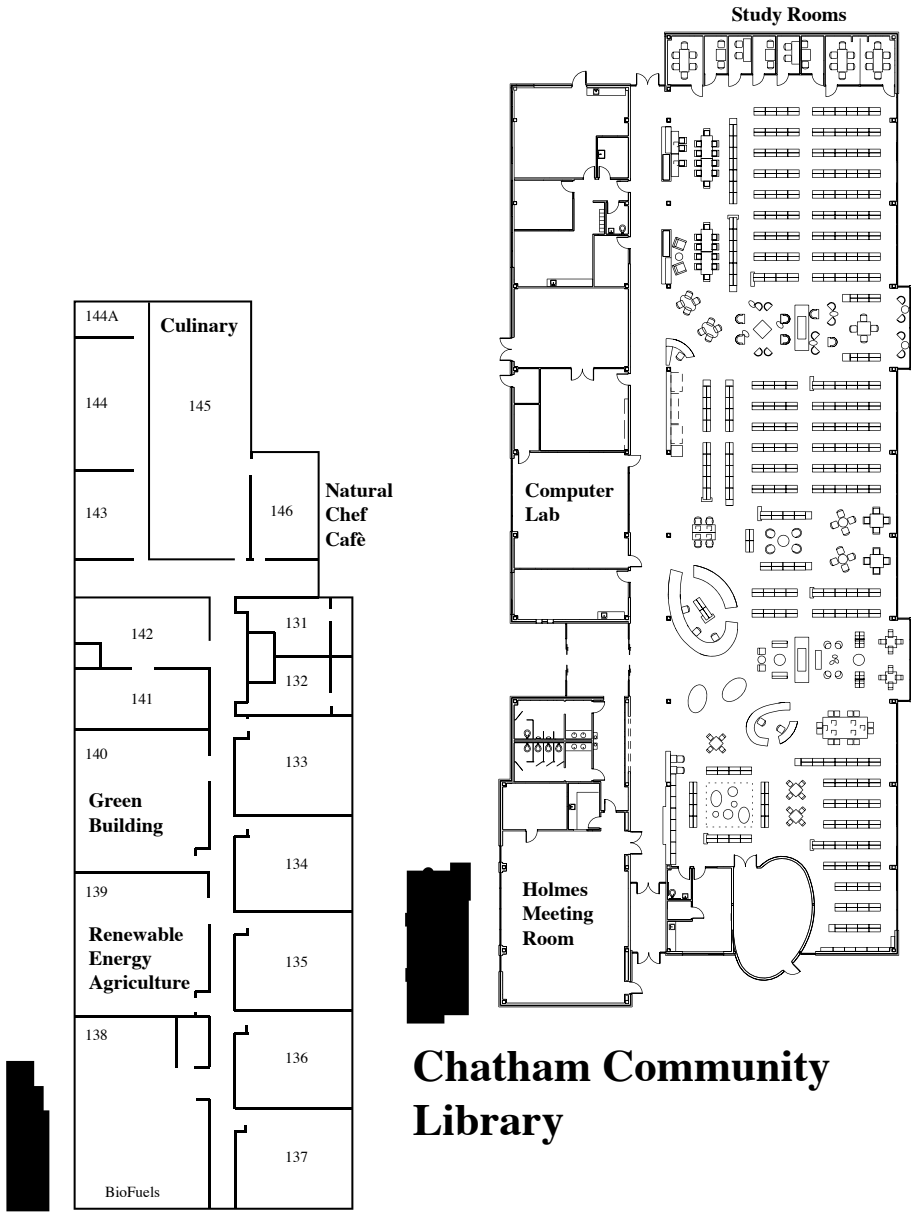 Study Rooms
144A
Culinary
144
145
143
146
Natural
Chef
Cafè
Computer
Lab
142
131
141
132
140
133
Green
Building
134
139
Renewable
Energy
Agriculture
135
138
136
137
BioFuels
Holmes
Meeting
Room
Chatham Community
Library